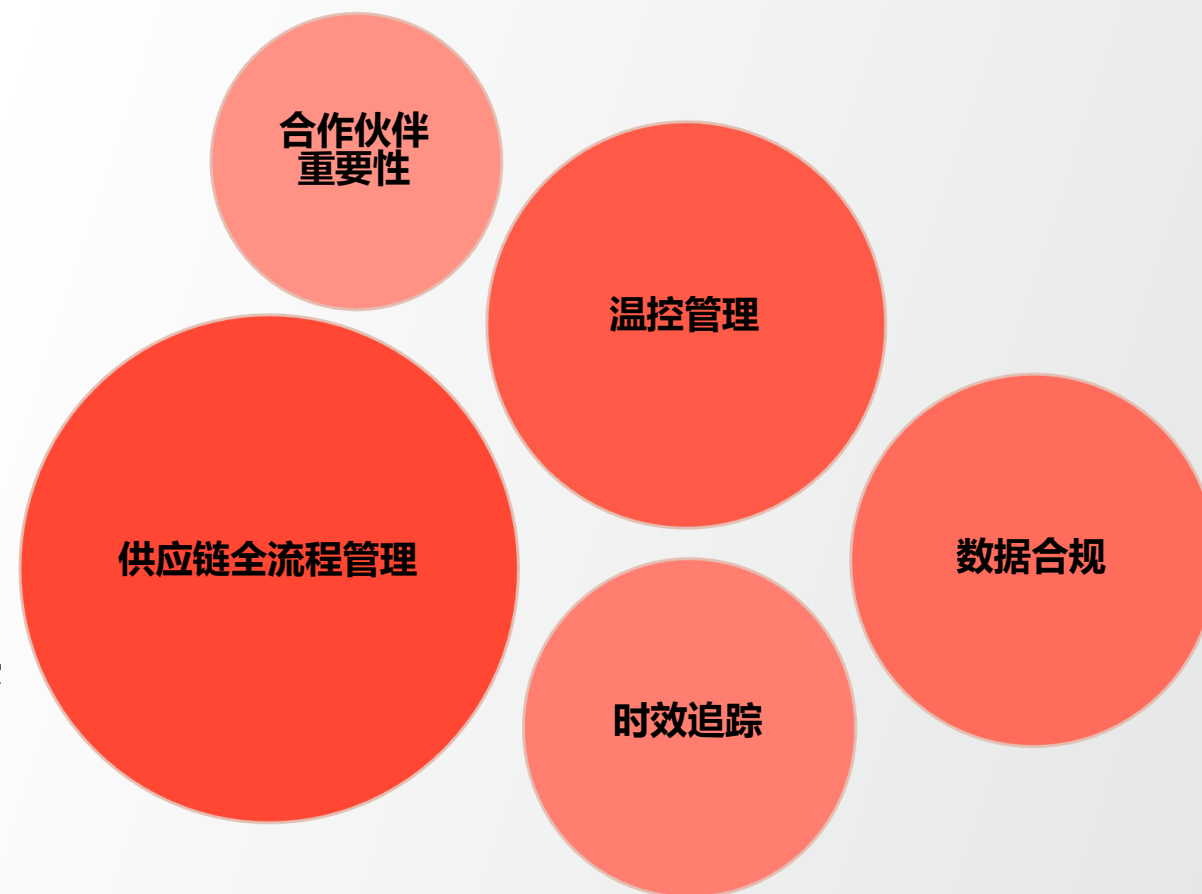 合作伙伴
重要性
温控管理
供应链全流程管理
数据合规
时效追踪